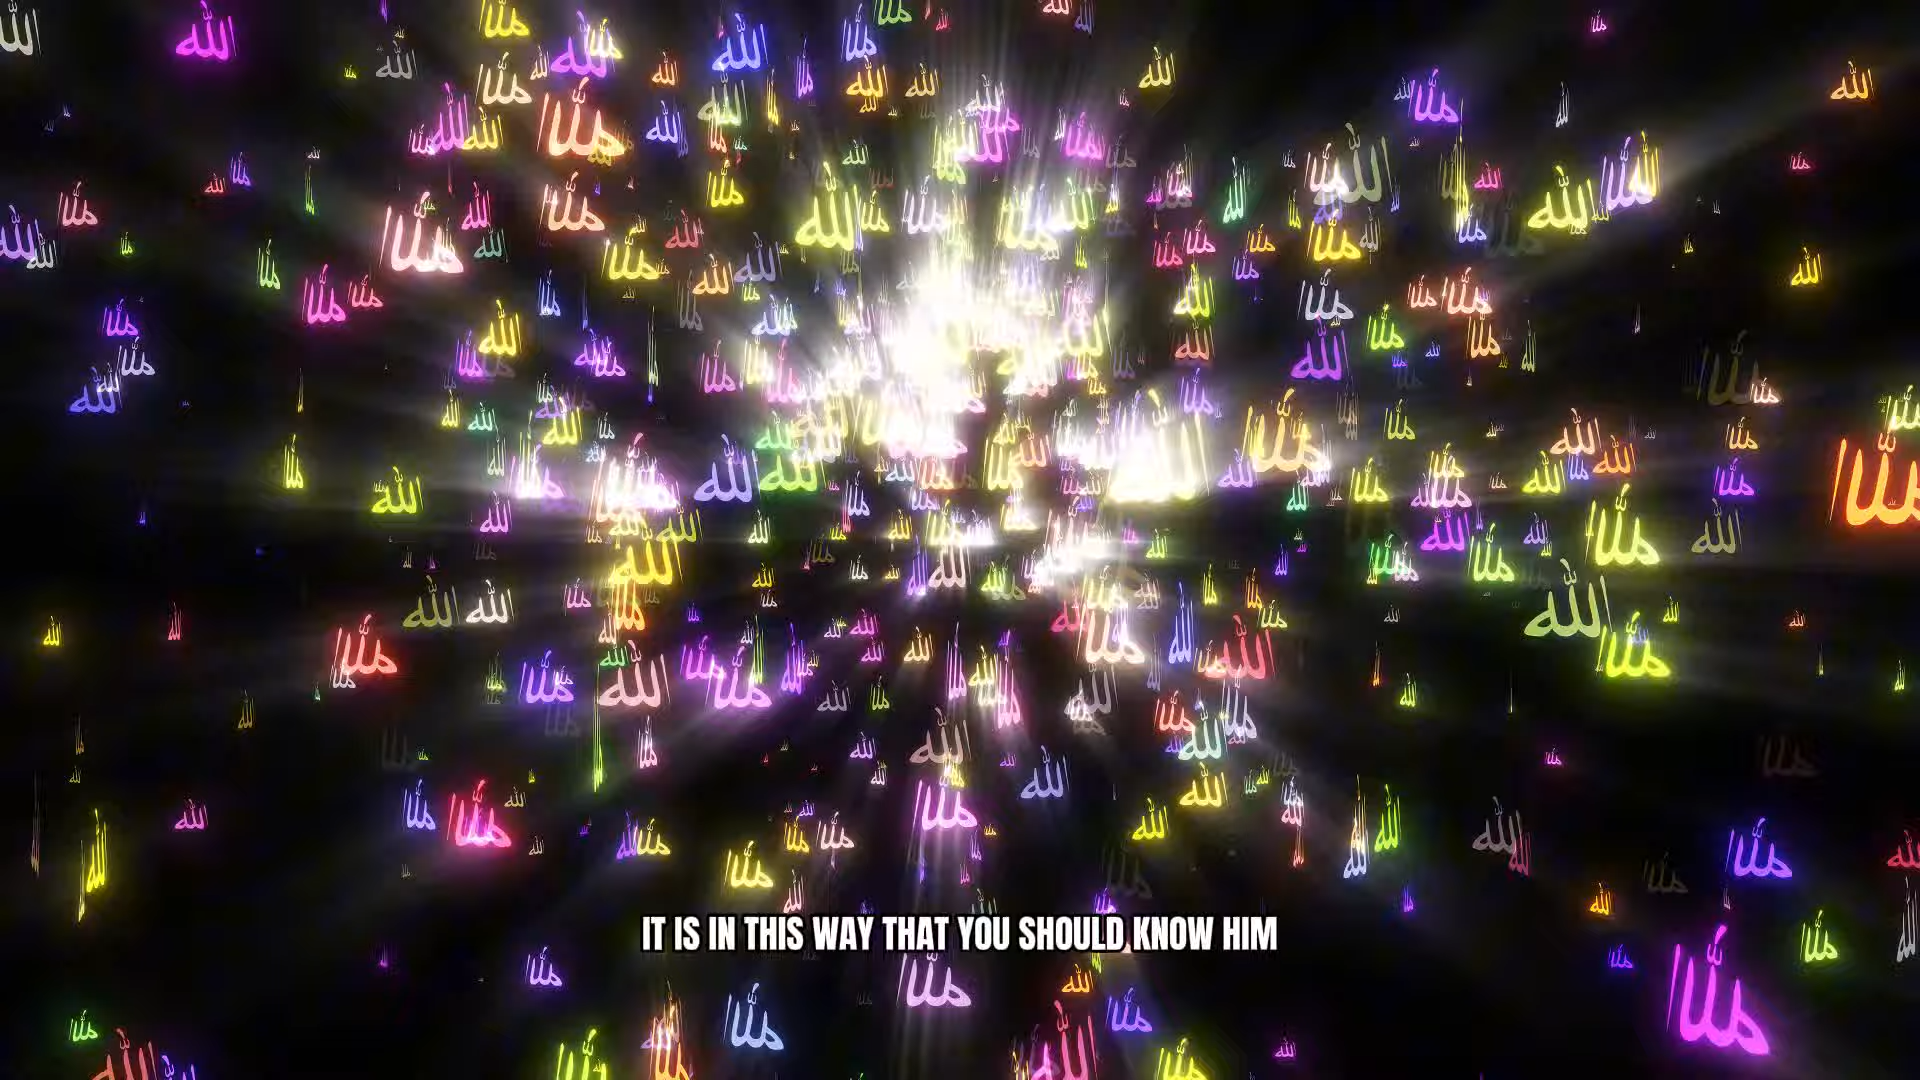 الله
IT IS IN THIS WAY THAT YOU SHOULD KNOW HIM